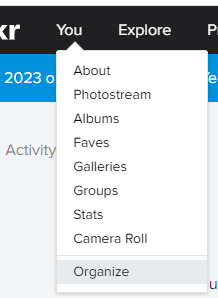 kr You Explore P
2023 o
About
Photostream
Albums
Activity
Faves
Galleries
Groups
Stats
Camera Roll
Organize
u